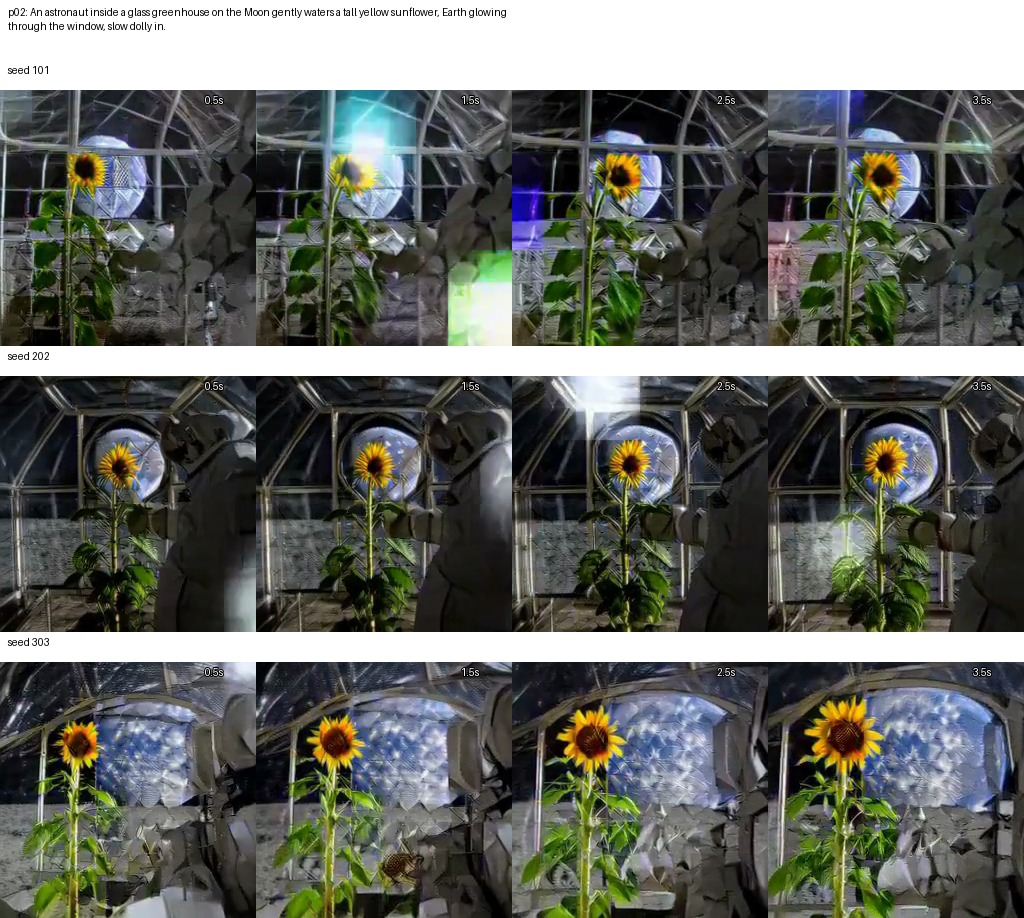 p02: An astronaut inside a glass greenhouse on the Moon gently waters a tall yellow sunflower, Earth glowing
through the window, slow dolly in.
seed 101
0.5s 1.5s 2.5s 3.5s
seed 202
0.5s 1.5s 2.5s 3.5s
seed 303
0.5s 1.5s 2.5s 3.5s